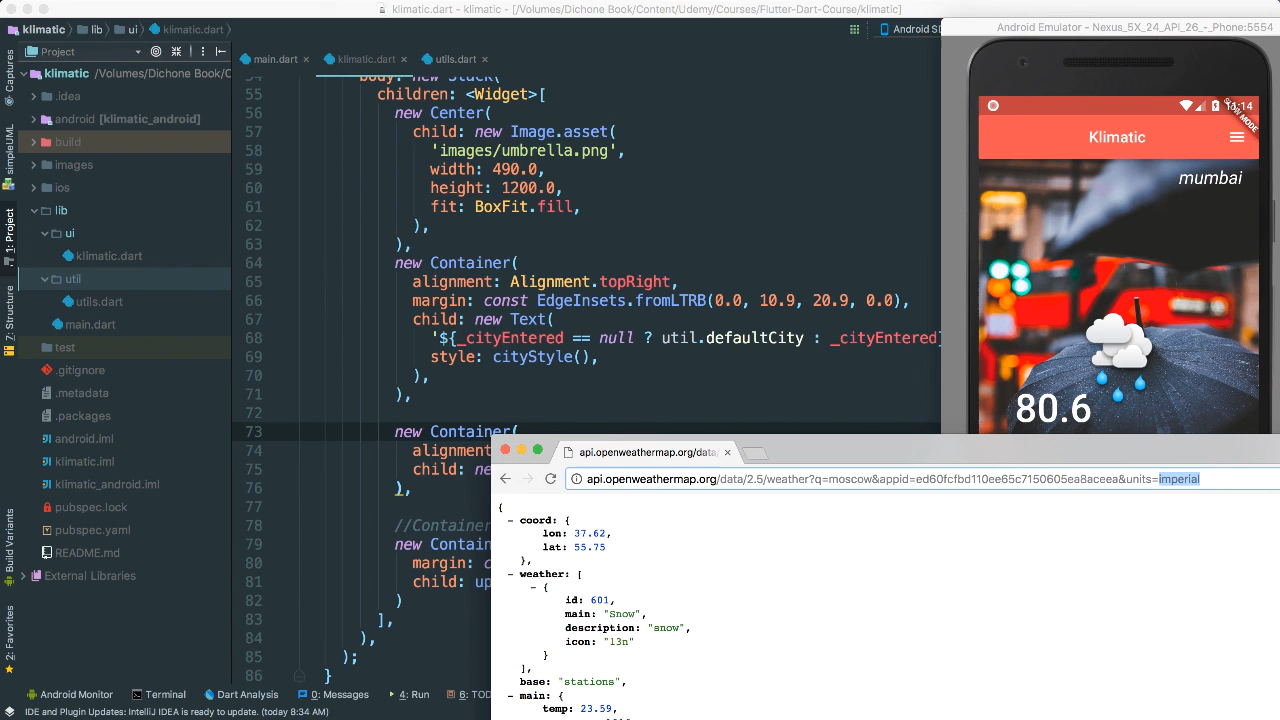 klimatic.dart - klimatic - [/Volumes/Dichone Book/Content/Udemy/Courses/Flutter-Dart-Course/klimatic]
klimatic lib ui klimatic.dart
Android
Android Emulator - Nexus_5X_24_API_26_-_Phone:5554
Project
main.dart klimatic.dart utils.dart
klimatic /Volumes/Dichone Book/C
.idea
android [klimatic_android]
build
images
ios
lib
ui
klimatic.dart
util
utils.dart
main.dart
test
.gitignore
.metadata
.packages
android.iml
klimatic.iml
klimatic_android.iml
pubspec.lock
pubspec.yaml
README.md
External Libraries
Captures
simpleUML
1: Project
7: Structure
Build Variants
2: Favorites
54 body: new Stack(
55 children: <Widget>[
56 new Center(
57 child: new Image.asset(
58 'images/umbrella.png',
59 width: 490.0,
60 height: 1200.0,
61 fit: BoxFit.fill,
62 ),
63 ),
64 new Container(
65 alignment: Alignment.topRight,
66 margin: const EdgeInsets.fromLTRB(0.0, 10.9, 20.9, 0.0),
67 child: new Text(
68 '${_cityEntered == null ? util.defaultCity : _cityEntered}
69 style: cityStyle(),
70 ),
71 ),
72
73 new Container(
74 alignment
75 child: ne
76 ),
77
78 //Container
79 new Contain
80 margin: c
81 child: up
82 )
83 ],
84 ),
85 );
86 }
11:14
SLOW MODE
Klimatic
mumbai
80.6
api.openweathermap.org/data/
api.openweathermap.org/data/2.5/weather?q=moscow&appid=ed60fcfbd110ee65c7150605ea8aceea&units=imperial
{
- coord: {
lon: 37.62,
lat: 55.75
},
- weather: [
- {
id: 601,
main: "Snow",
description: "snow",
icon: "13n"
}
],
base: "stations",
- main: {
temp: 23.59,
Android Monitor Terminal Dart Analysis 0: Messages 4: Run 6: TOD
IDE and Plugin Updates: IntelliJ IDEA is ready to update. (today 8:34 AM)